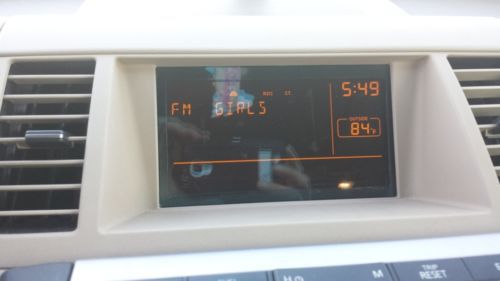 RDS ST
5:49
FM GIRLS
OUTSIDE
84°F
TRIP
H M RESET